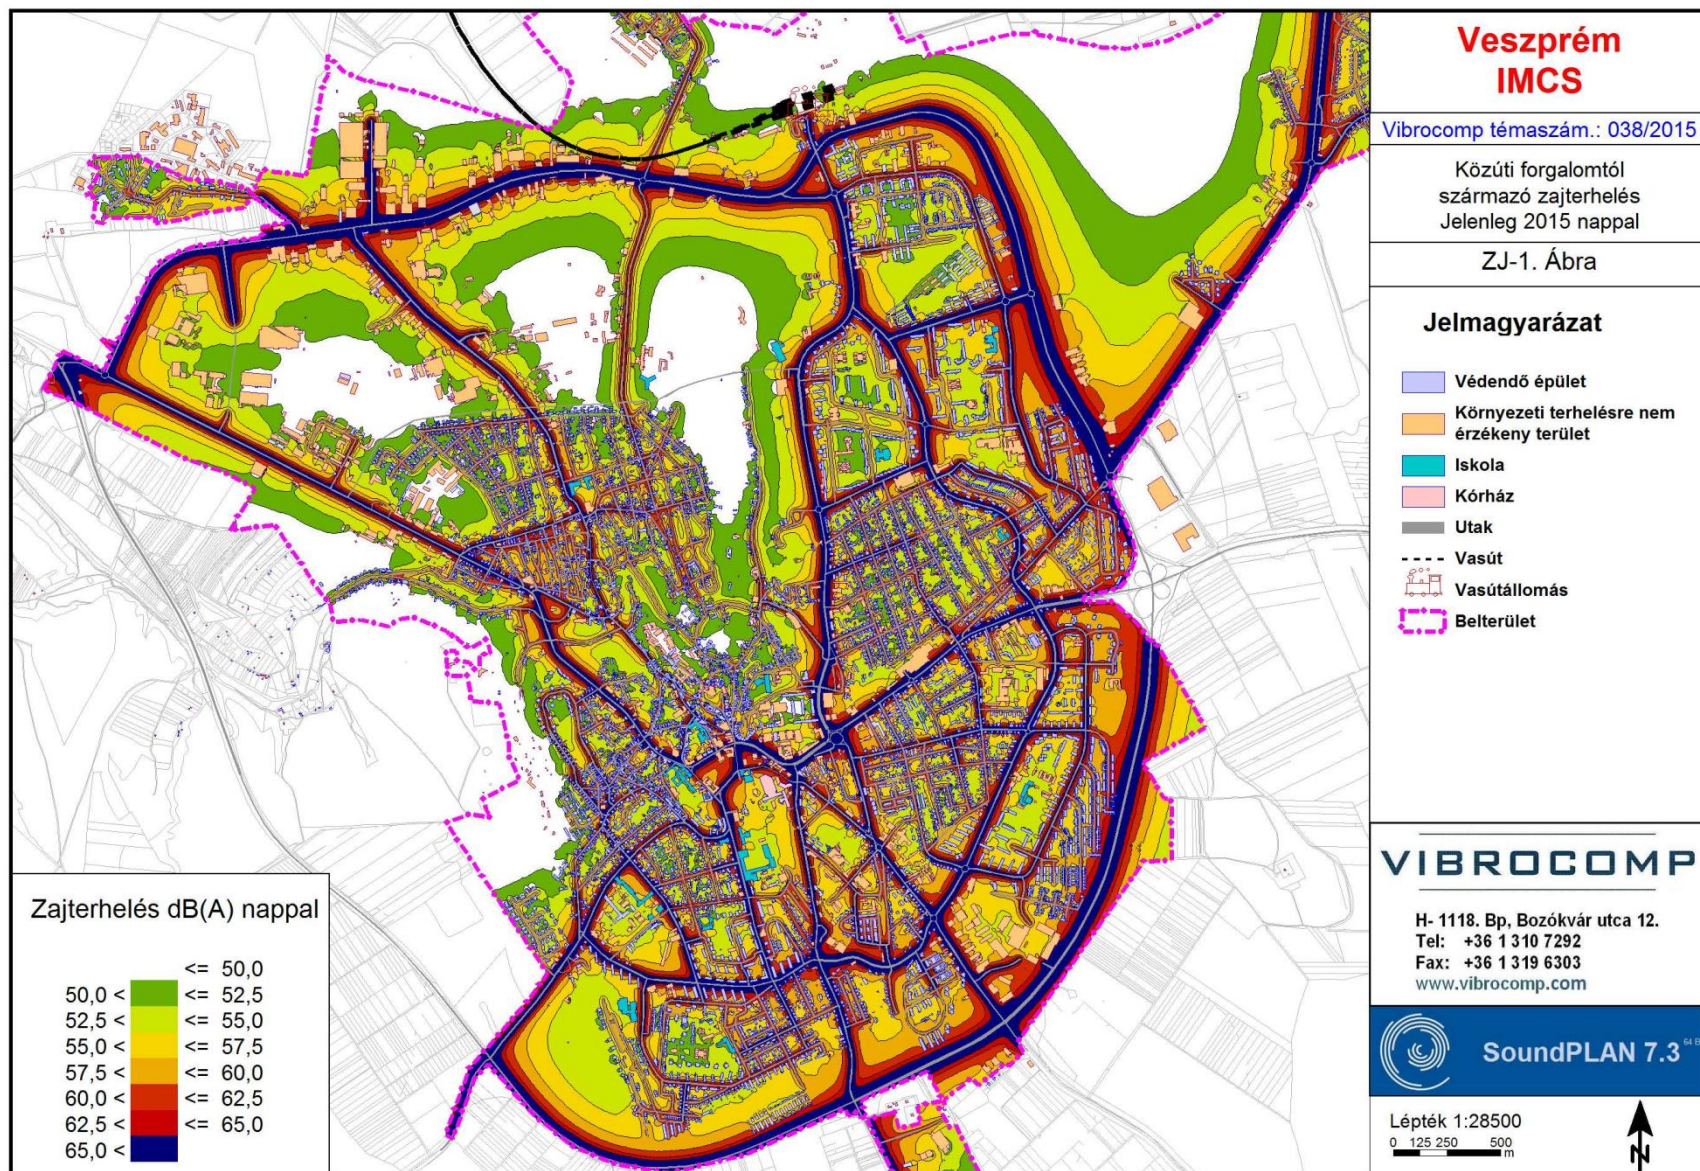 Veszprém
IMCS
Vibrocomp témaszám.: 038/2015
Közúti forgalomtól
származó zajterhelés
Jelenleg 2015 nappal
ZJ-1. Ábra
Jelmagyarázat
Védendő épület
Környezeti terhelésre nem
érzékeny terület
Iskola
Kórház
Utak
Vasút
Vasútállomás
Belterület
Zajterhelés dB(A) nappal
<= 50,0
50,0 < <= 52,5
52,5 < <= 55,0
55,0 < <= 57,5
57,5 < <= 60,0
60,0 < <= 62,5
62,5 < <= 65,0
65,0 <
VIBROCOMP
H- 1118. Bp, Bozókvár utca 12.
Tel: +36 1 310 7292
Fax: +36 1 319 6303
www.vibrocomp.com
SoundPLAN 7.3
Lépték 1:28500
0 125 250 500
m
N